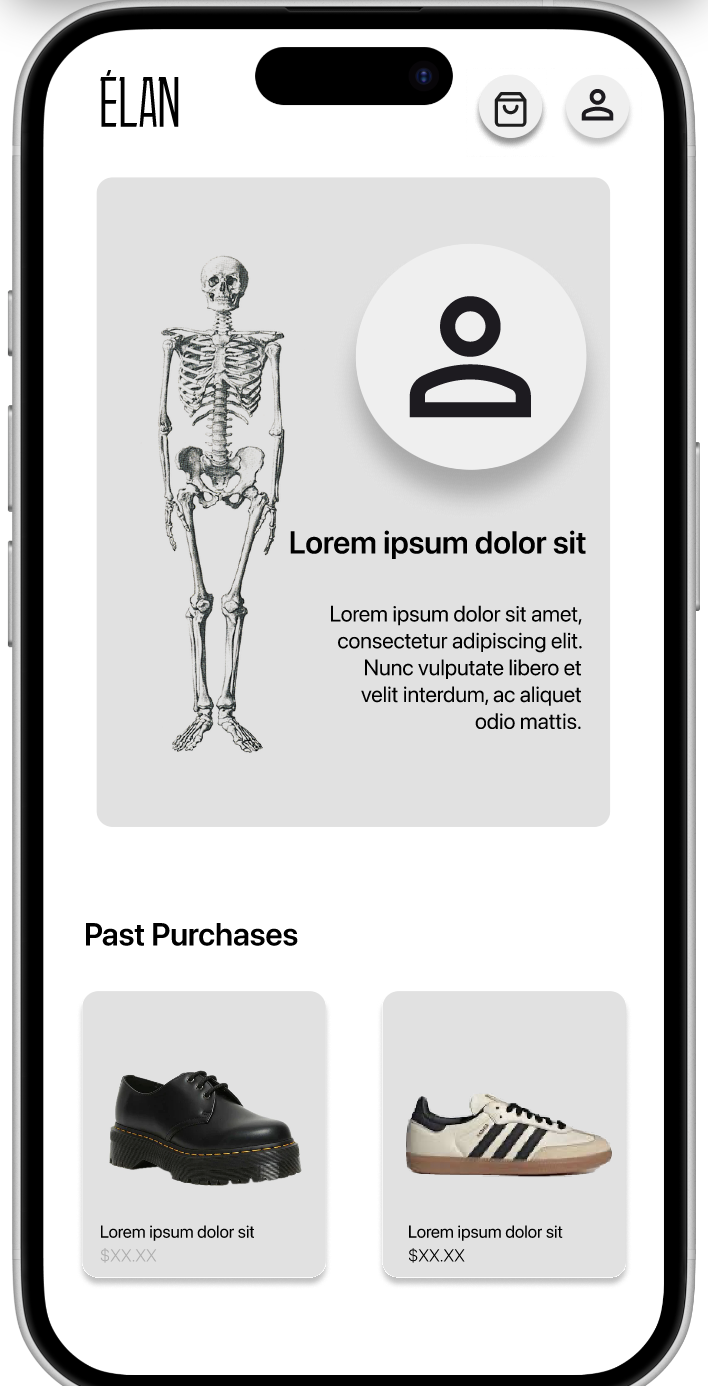 ÉLAN
Lorem ipsum dolor sit
Lorem ipsum dolor sit amet,
consectetur adipiscing elit.
Nunc vulputate libero et
velit interdum, ac aliquet
odio mattis.
Past Purchases
Lorem ipsum dolor sit
$XX.XX
Lorem ipsum dolor sit
$XX.XX